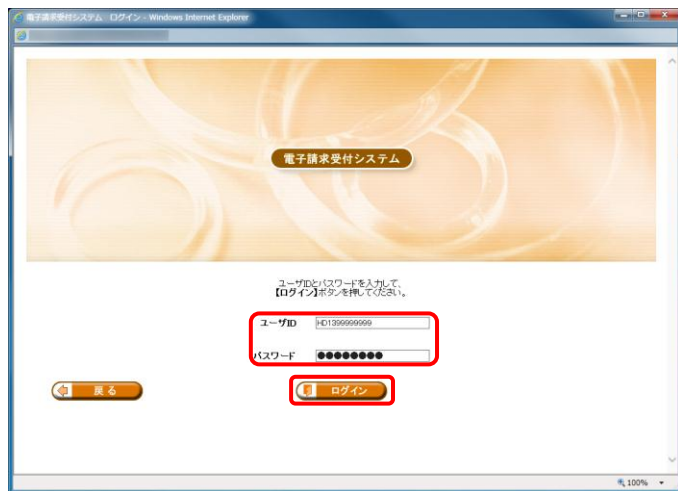 電子請求受付システム ログイン - Windows Internet Explorer
電子請求受付システム
ユーザIDとパスワードを入力して、
【ログイン】ボタンを押してください。
ユーザID HD1399999999
パスワード ●●●●●●●●
戻る ログイン
100%